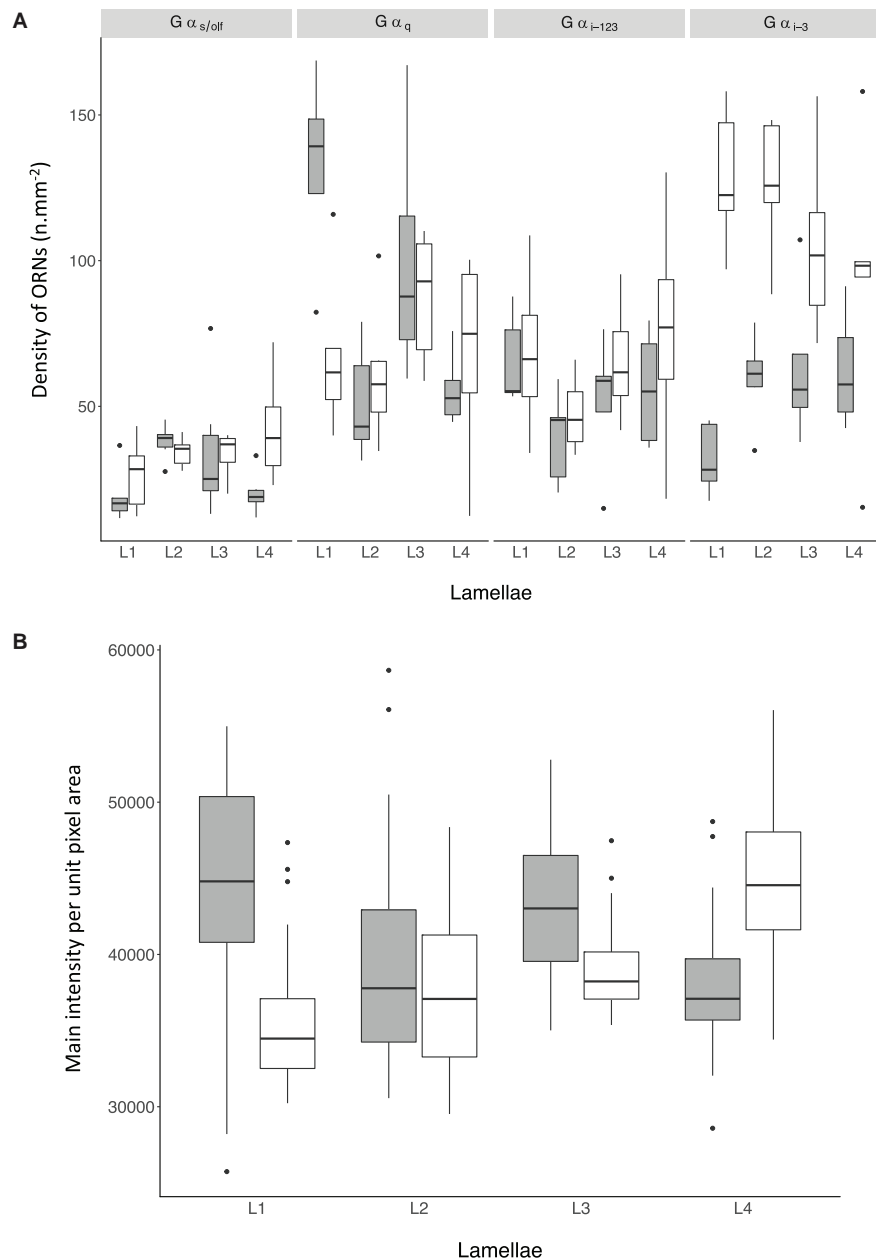 A
G α s/olf G α q G α i−123 G α i−3
150
100
50
Density of ORNs (n.mm-2)
L1 L2 L3 L4 L1 L2 L3 L4 L1 L2 L3 L4 L1 L2 L3 L4
Lamellae
B
60000
50000
40000
30000
Main intensity per unit pixel area
L1 L2 L3 L4
Lamellae